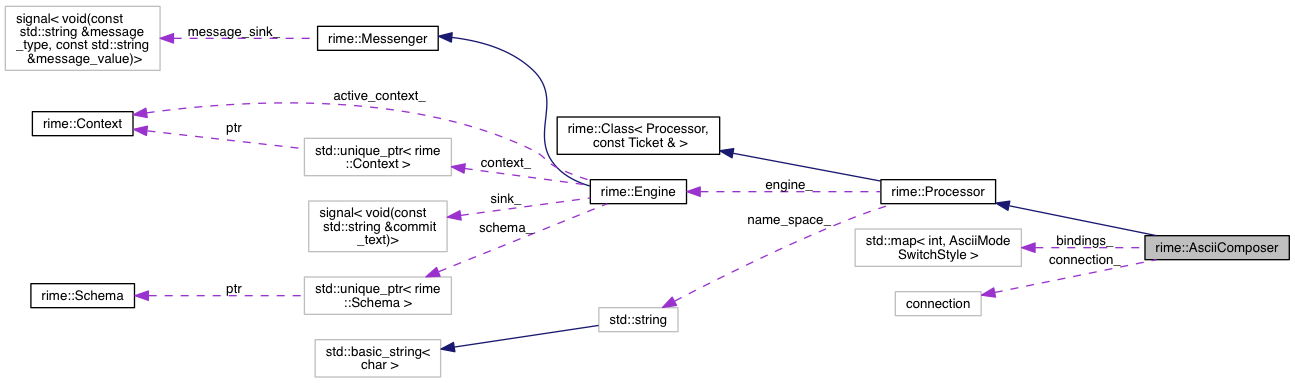 signal< void(const
std::string &message
_type, const std::string
&message_value)>
message_sink_
rime::Messenger
active_context_
rime::Context
ptr
std::unique_ptr< rime
::Context >
context_
rime::Class< Processor,
const Ticket & >
rime::Engine
engine_
rime::Processor
sink_
signal< void(const
std::string &commit
_text)>
schema_
name_space_
std::map< int, AsciiMode
SwitchStyle >
bindings_
rime::AsciiComposer
connection_
connection
rime::Schema
ptr
std::unique_ptr< rime
::Schema >
std::string
std::basic_string<
char >